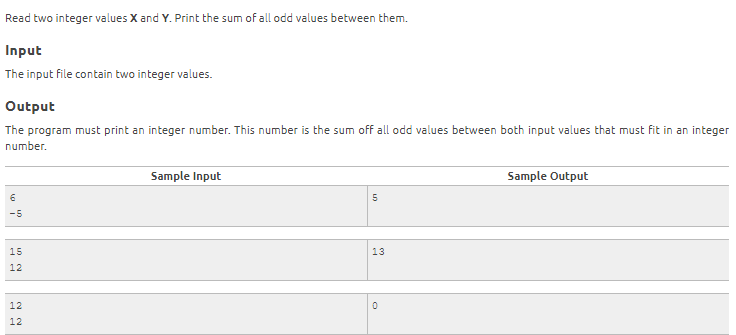 Read two integer values X and Y. Print the sum of all odd values between them.
Input
The input file contain two integer values.
Output
The program must print an integer number. This number is the sum off all odd values between both input values that must fit in an integer
number.
Sample Input Sample Output
6 5
-5
15 13
12
12 0
12